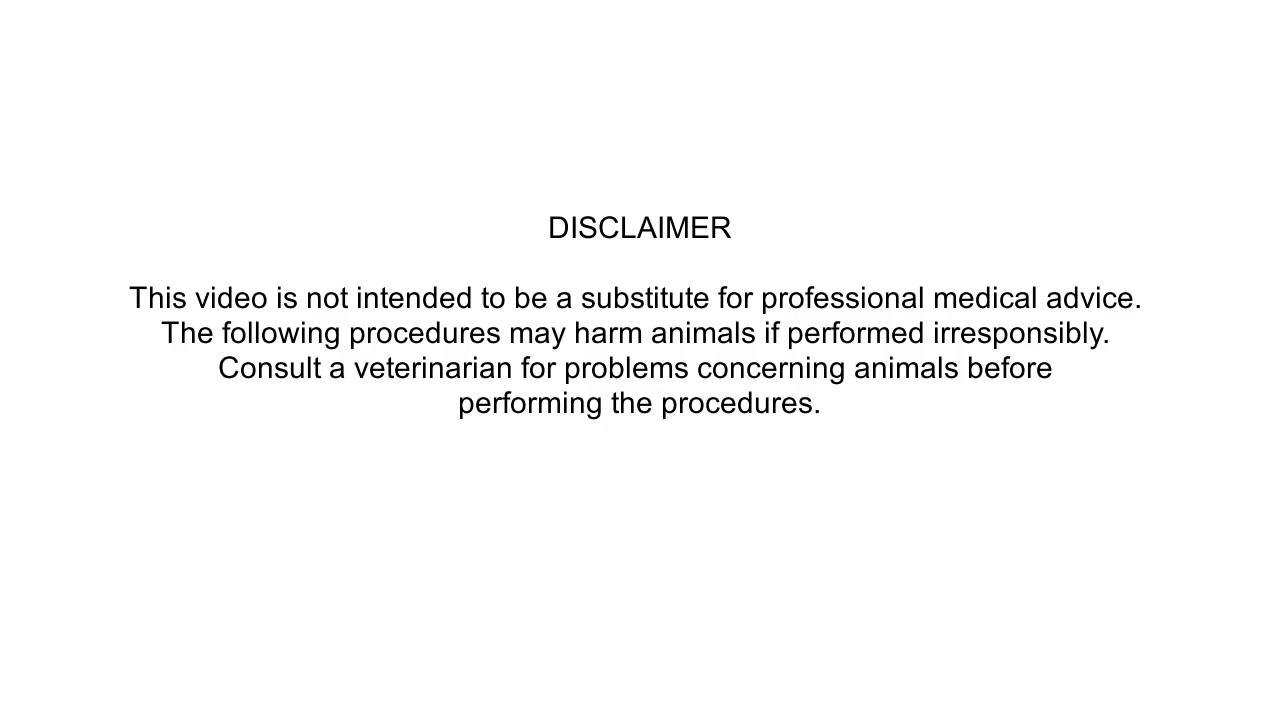 DISCLAIMER
This video is not intended to be a substitute for professional medical advice.
The following procedures may harm animals if performed irresponsibly.
Consult a veterinarian for problems concerning animals before
performing the procedures.